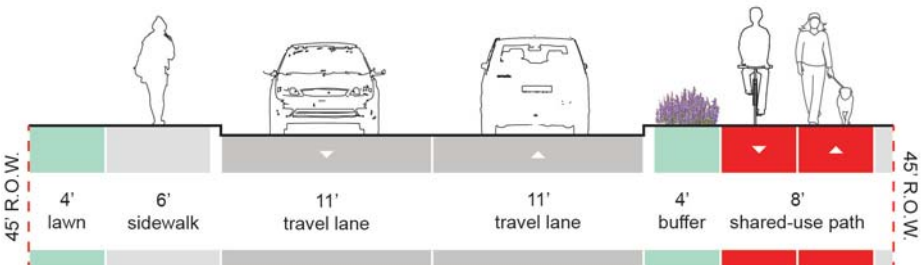 45' R.O.W.
4'
lawn
6'
sidewalk
11'
travel lane
11'
travel lane
4'
buffer
8'
shared-use path
45' R.O.W.